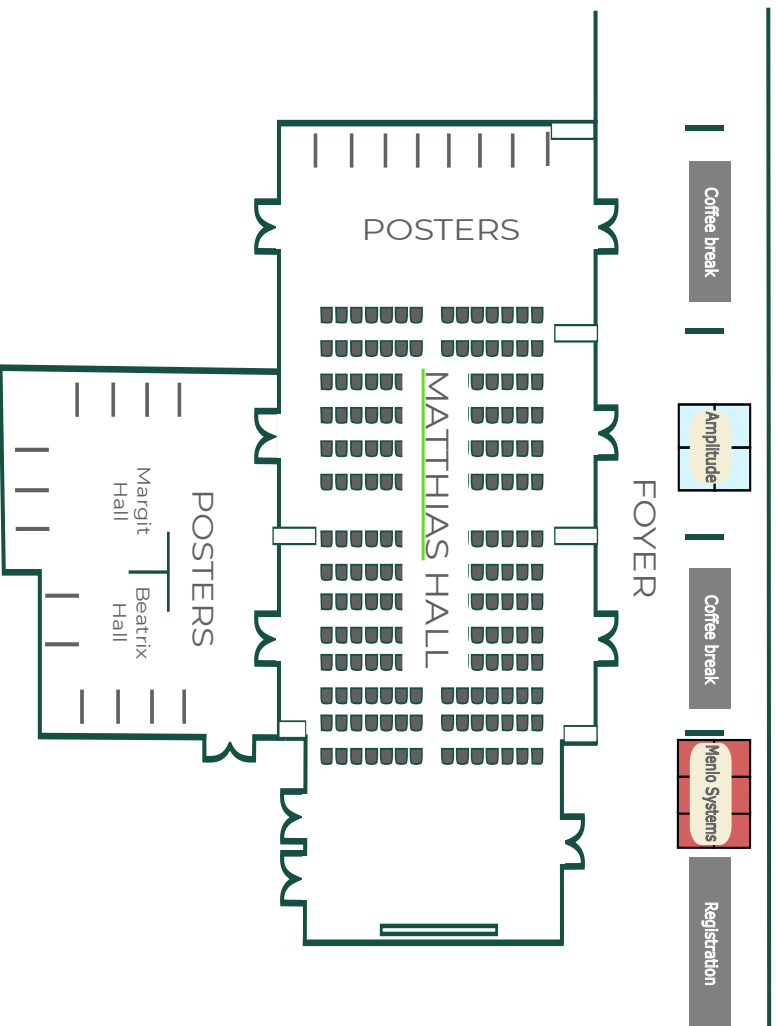 Coffee break
POSTERS
MATTHIAS HALL
Amplitude
FOYER
Margit
Hall
POSTERS
Beatrix
Hall
Coffee break
Menlo Systems
Registration